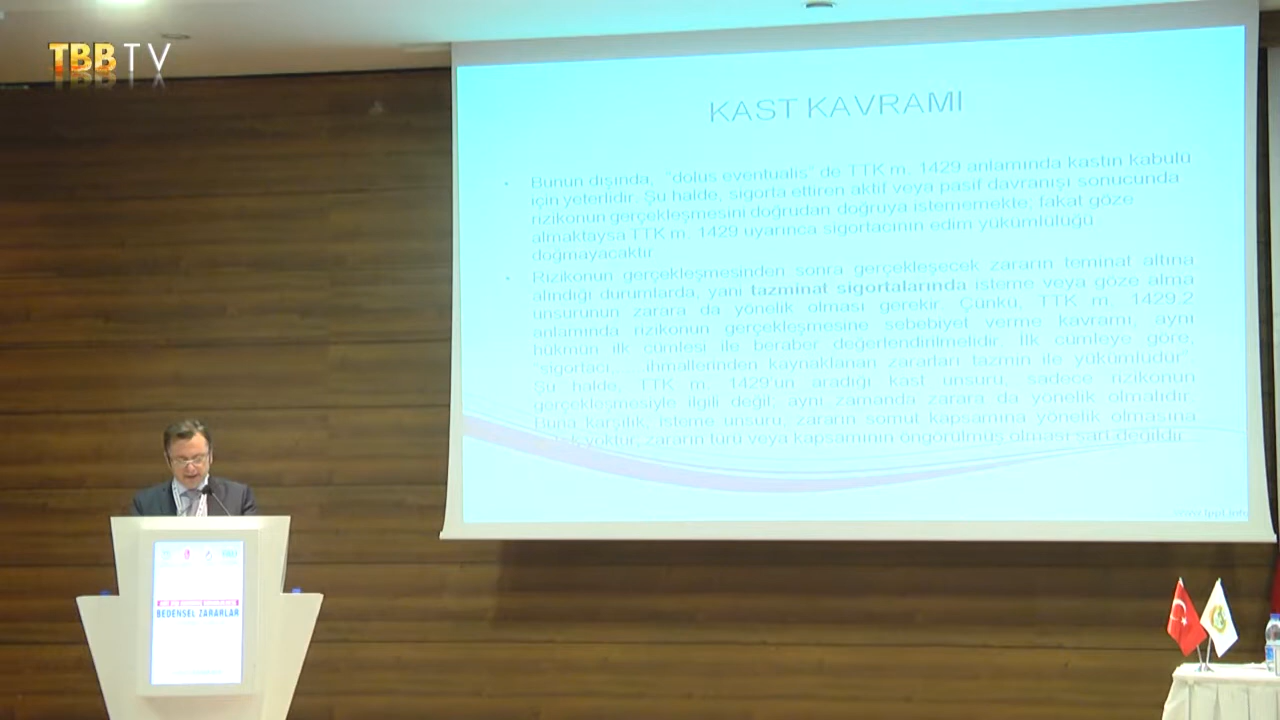 TBB TV
KAST KAVRAMI
• Bunun dışında, "dolus eventualis" de TTK m. 1429 anlamında kastın kabulü
için yeterlidir. Şu halde, sigorta ettiren aktif veya pasif davranışı sonucunda
rizikonun gerçekleşmesini doğrudan doğruya istememekte; fakat göze
almaktaysa TTK m. 1429 uyarınca sigortacının edim yükümlülüğü
doğmayacaktır.
• Rizikonun gerçekleşmesinden sonra gerçekleşecek zararın teminat altına
alındığı durumlarda, yani tazminat sigortalarında isteme veya göze alma
unsurunun zarara da yönelik olması gerekir. Çünkü, TTK m. 1429.2
anlamında rizikonun gerçekleşmesine sebebiyet verme kavramı, aynı
hükmün ilk cümlesi ile beraber değerlendirilmelidir. İlk cümleye göre,
"sigortacı,.....ihmallerinden kaynaklanan zararları tazmin ile yükümlüdür".
Şu halde, TTK m. 1429'un aradığı kast unsuru, sadece rizikonun
gerçekleşmesiyle ilgili değil, aynı zamanda zarara da yönelik olmalıdır.
Buna karşılık, isteme unsuru, zararın somut kapsamına yönelik olmasına
yoktur, zararın türü veya kapsamının öngörülmüş olması şart değildir.
BEDENSEL ZARARLAR